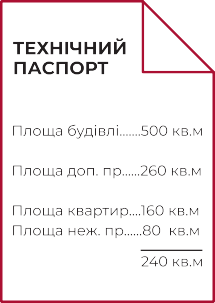 ТЕХНІЧНИЙ
ПАСПОРТ
Площа будівлі......500 кв.м
Площа доп. пр......260 кв.м
Площа квартир....160 кв.м
Площа неж. пр......80 кв.м
240 кв.м